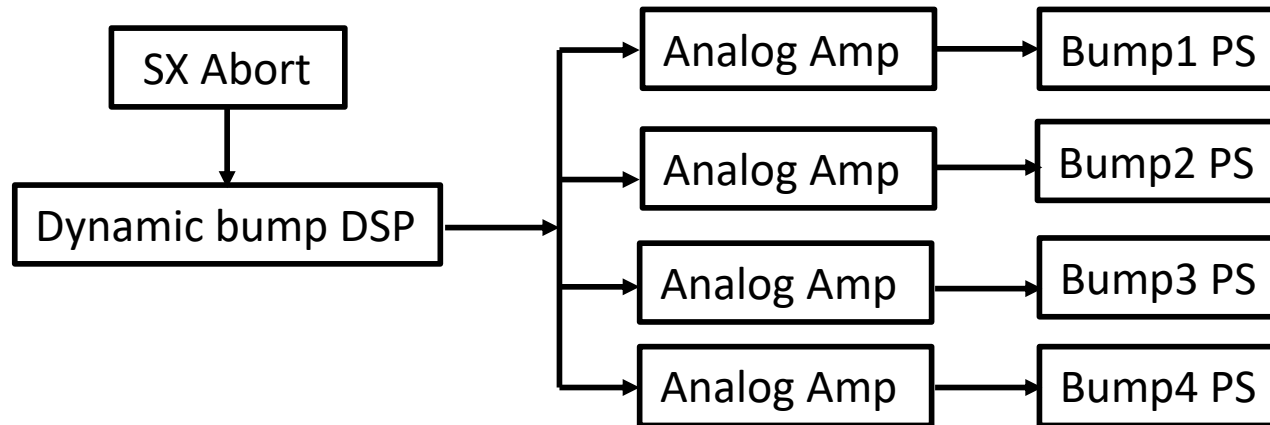 SX Abort
Dynamic bump DSP
Analog Amp
Bump1 PS
Analog Amp
Bump2 PS
Analog Amp
Bump3 PS
Analog Amp
Bump4 PS